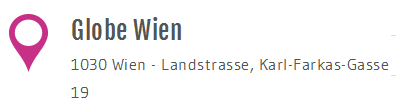 Globe Wien
1030 Wien - Landstrasse, Karl-Farkas-Gasse
19